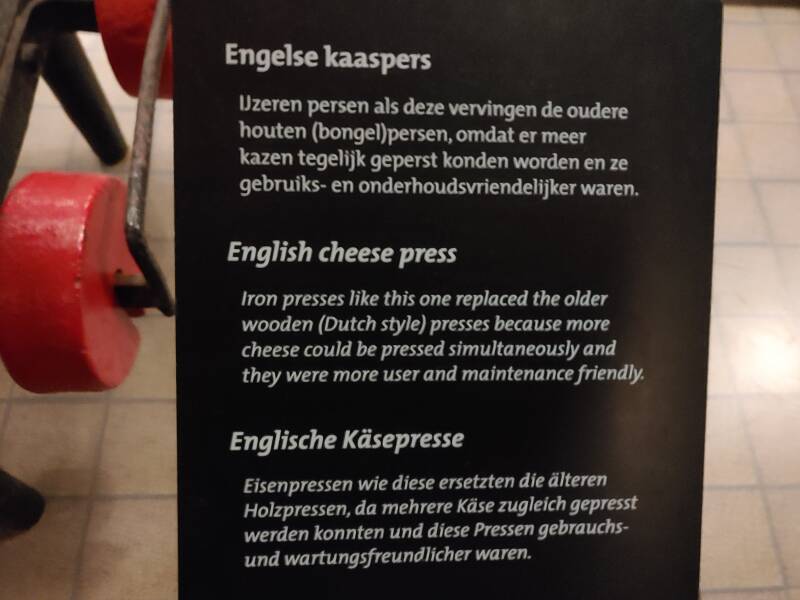 Engelse kaaspers
IJzeren persen als deze vervingen de oudere
houten (bongel)persen, omdat er meer
kazen tegelijk geperst konden worden en ze
gebruiks- en onderhoudsvriendelijker waren.
English cheese press
Iron presses like this one replaced the older
wooden (Dutch style) presses because more
cheese could be pressed simultaneously and
they were more user and maintenance friendly.
Englische Käsepresse
Eisenpressen wie diese ersetzten die älteren
Holzpressen, da mehrere Käse zugleich gepresst
werden konnten und diese Pressen gebrauchs-
und wartungsfreundlicher waren.